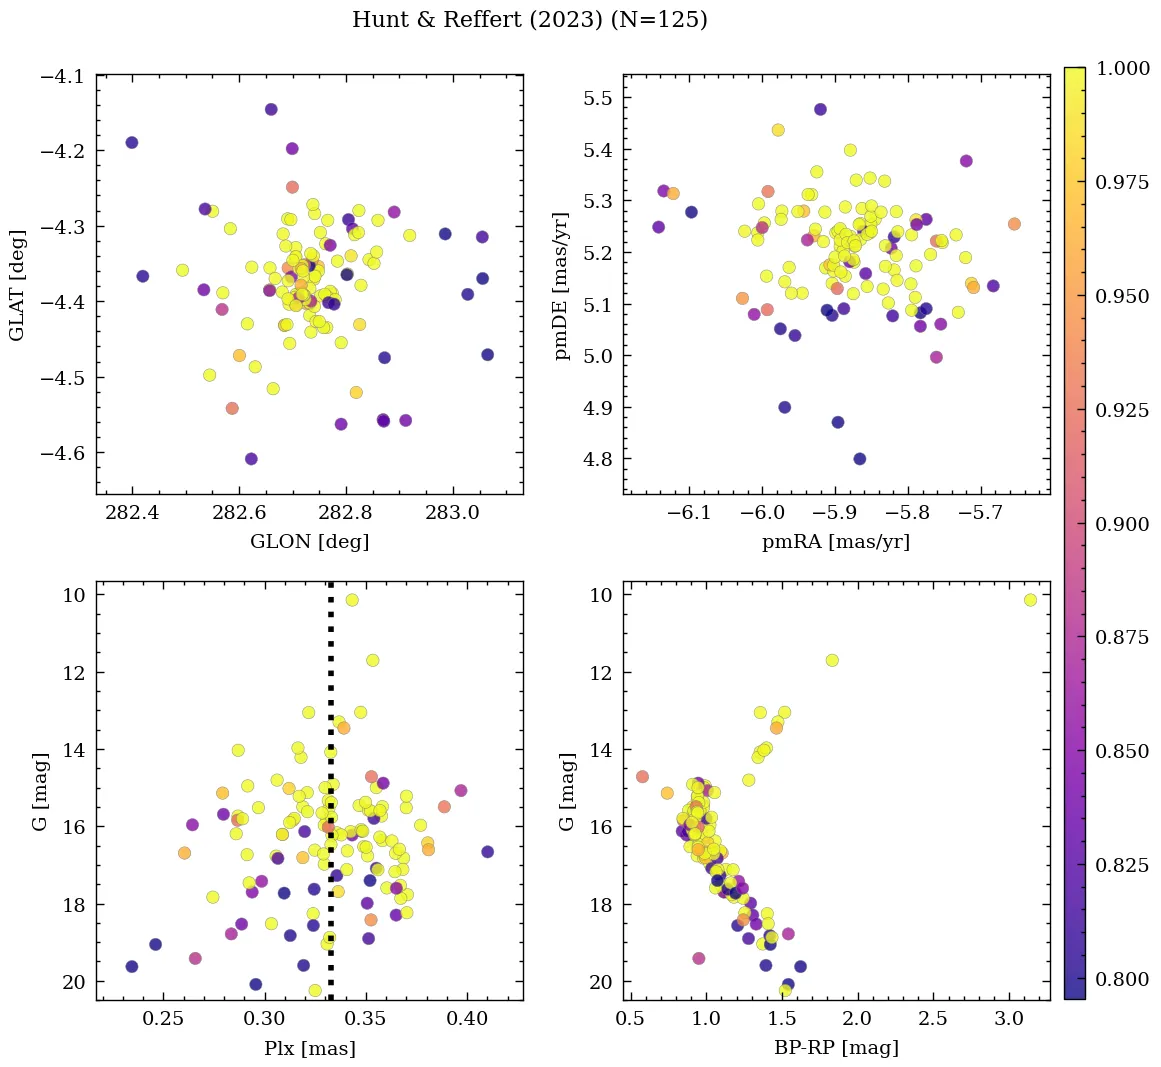 Hunt & Reffert (2023) (N=125)
−4.1
−4.2
−4.3
−4.4
−4.5
−4.6
GLAT [deg]
282.4 282.6 282.8 283.0
GLON [deg]
5.5
5.4
5.3
5.2
5.1
5.0
4.9
4.8
pmDE [mas/yr]
−6.1 −6.0 −5.9 −5.8 −5.7
pmRA [mas/yr]
1.000
0.975
0.950
0.925
0.900
0.875
0.850
0.825
0.800
10
12
14
16
18
20
G [mag]
0.25 0.30 0.35 0.40
Plx [mas]
10
12
14
16
18
20
G [mag]
0.5 1.0 1.5 2.0 2.5 3.0
BP-RP [mag]